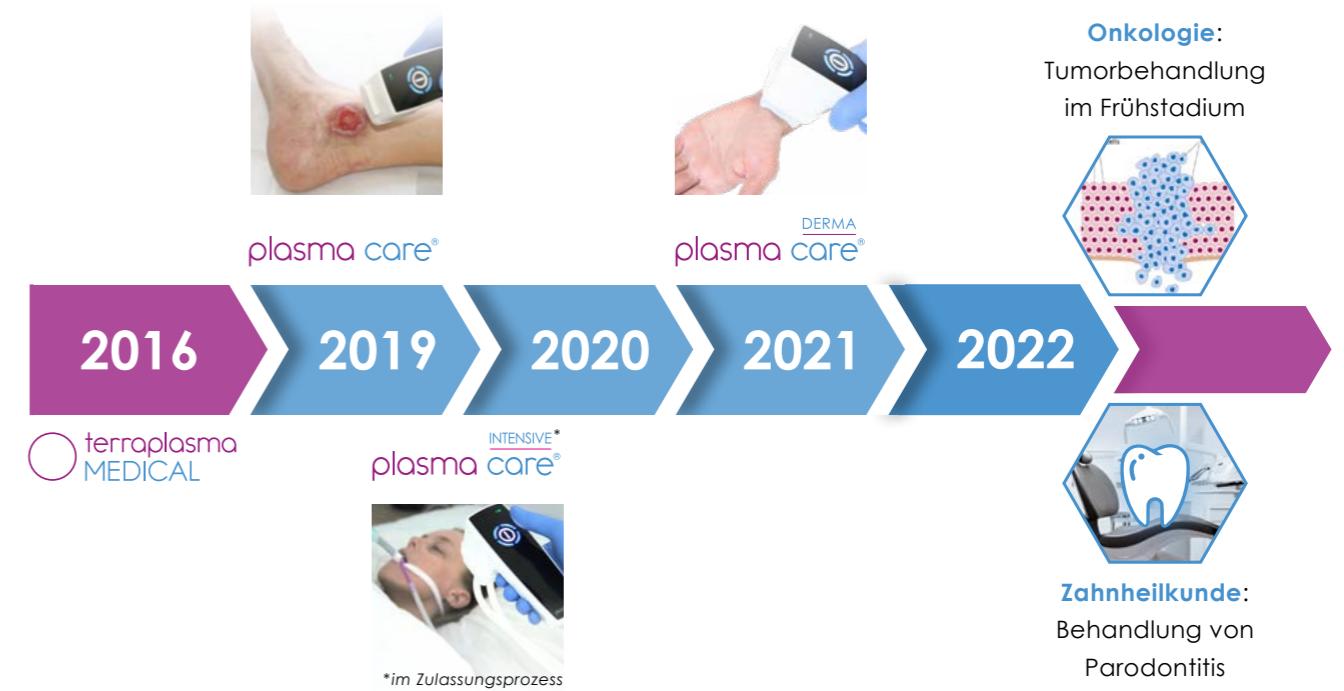 Onkologie:
Tumorbehandlung
im Frühstadium
DERMA
plasma care®
plasma care®
2016
2019
2020
2021
2022
terraplasma
MEDICAL
INTENSIVE*
plasma care®
*im Zulassungsprozess
Zahnheilkunde:
Behandlung von
Parodontitis